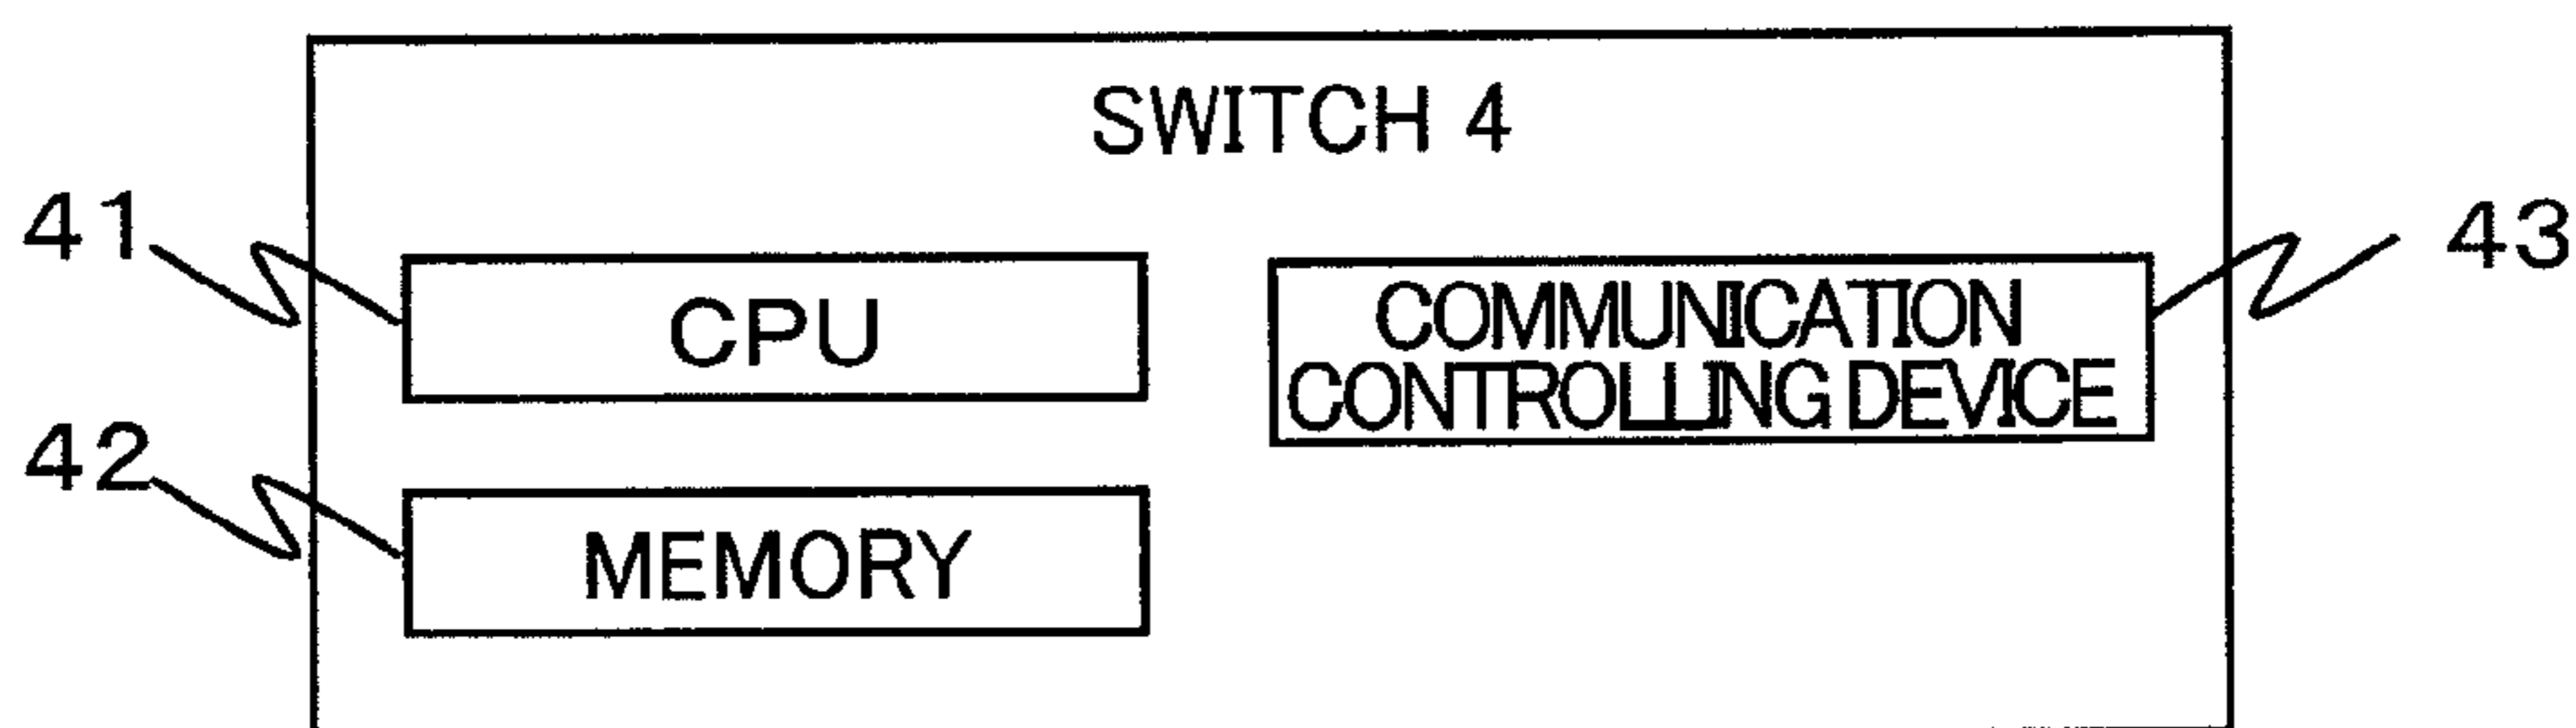 SWITCH 4
41
CPU
42
MEMORY
COMMUNICATION
CONTROLLING DEVICE
43